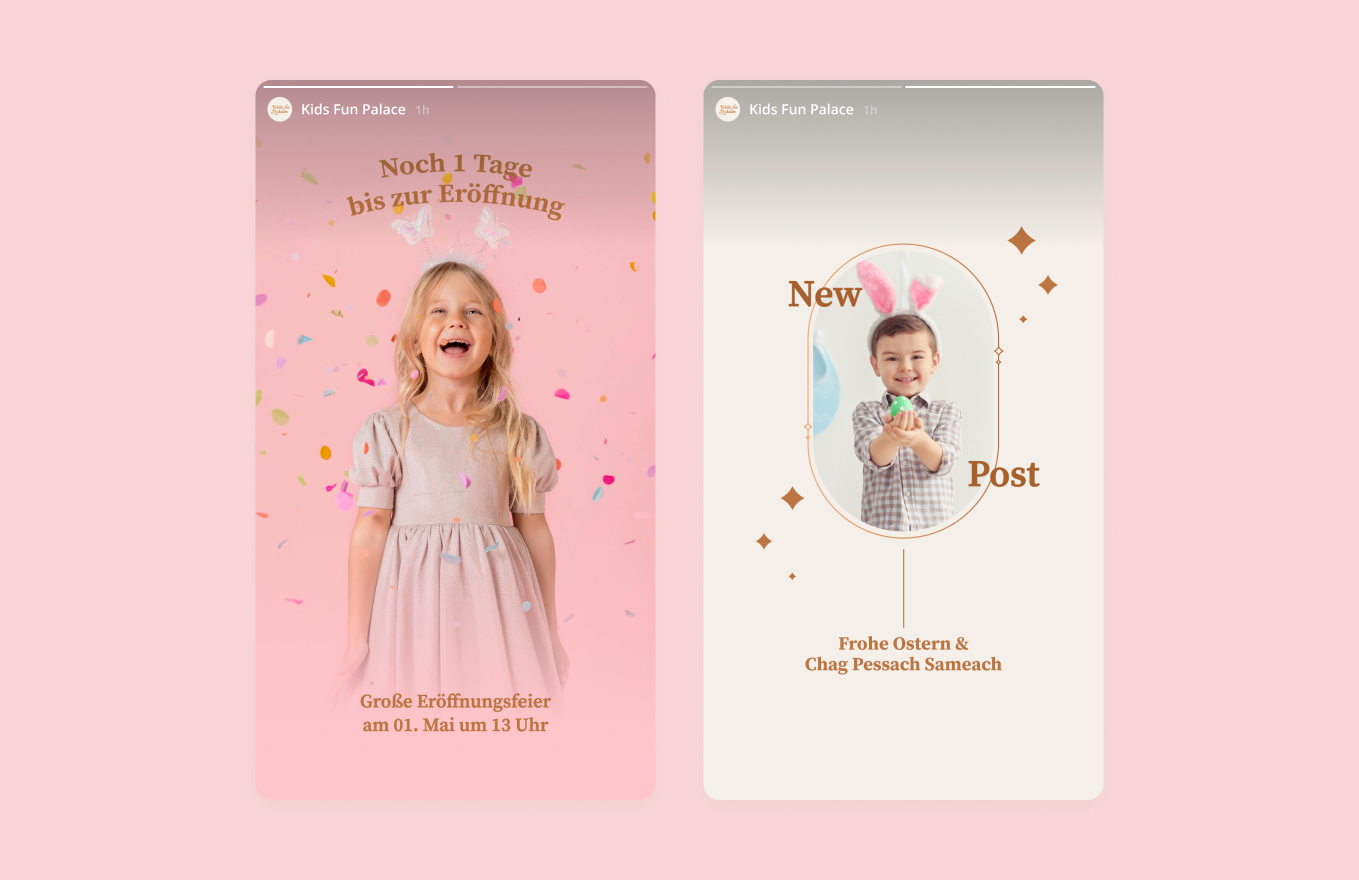 Kids Fun Palace 1h
Noch 1 Tage
bis zur Eröffnung
Große Eröffnungsfeier
am 01. Mai um 13 Uhr
Kids Fun Palace 1h
New
Post
Frohe Ostern &
Chag Pessach Sameach